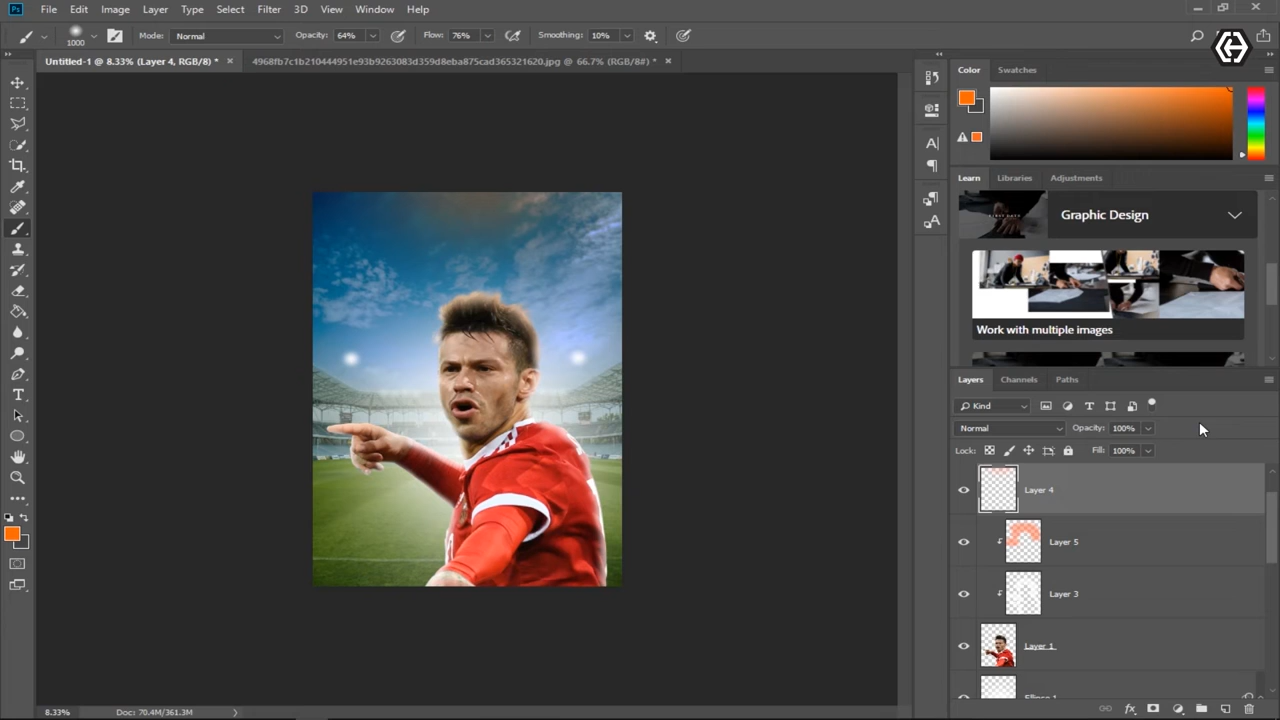 Ps File Edit Image Layer Type Select Filter 3D View Window Help
1000 Mode: Normal Opacity: 64% Flow: 76% Smoothing: 10%
Untitled-1 @ 8.33% (Layer 4, RGB/8) * 4968fb7c1b210444951e93b9263083d359d8eba875cad365321620.jpg @ 66.7% (RGB/8#) *
Color Swatches
Learn Libraries Adjustments
Graphic Design
Work with multiple images
Layers Channels Paths
Kind
Normal Opacity: 100%
Lock: Fill: 100%
Layer 4
Layer 5
Layer 3
Layer 1
Ellipse 1
8.33% Doc: 70.4M/361.3M